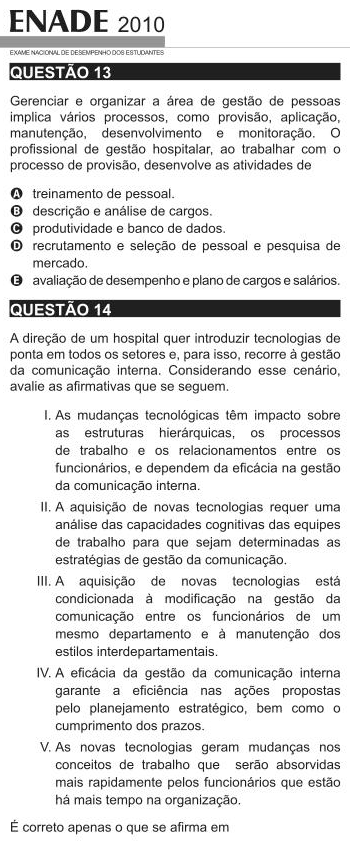 ENADE 2010
EXAME NACIONAL DE DESEMPENHO DOS ESTUDANTES
QUESTÃO 13
Gerenciar e organizar a área de gestão de pessoas
implica vários processos, como provisão, aplicação,
manutenção, desenvolvimento e monitoração. O
profissional de gestão hospitalar, ao trabalhar com o
processo de provisão, desenvolve as atividades de
A treinamento de pessoal.
B descrição e análise de cargos.
C produtividade e banco de dados.
D recrutamento e seleção de pessoal e pesquisa de
mercado.
E avaliação de desempenho e plano de cargos e salários.
QUESTÃO 14
A direção de um hospital quer introduzir tecnologias de
ponta em todos os setores e, para isso, recorre à gestão
da comunicação interna. Considerando esse cenário,
avalie as afirmativas que se seguem.
I. As mudanças tecnológicas têm impacto sobre
as estruturas hierárquicas, os processos
de trabalho e os relacionamentos entre os
funcionários, e dependem da eficácia na gestão
da comunicação interna.
II. A aquisição de novas tecnologias requer uma
análise das capacidades cognitivas das equipes
de trabalho para que sejam determinadas as
estratégias de gestão da comunicação.
III. A aquisição de novas tecnologias está
condicionada à modificação na gestão da
comunicação entre os funcionários de um
mesmo departamento e à manutenção dos
estilos interdepartamentais.
IV. A eficácia da gestão da comunicação interna
garante a eficiência nas ações propostas
pelo planejamento estratégico, bem como o
cumprimento dos prazos.
V. As novas tecnologias geram mudanças nos
conceitos de trabalho que serão absorvidas
mais rapidamente pelos funcionários que estão
há mais tempo na organização.
É correto apenas o que se afirma em